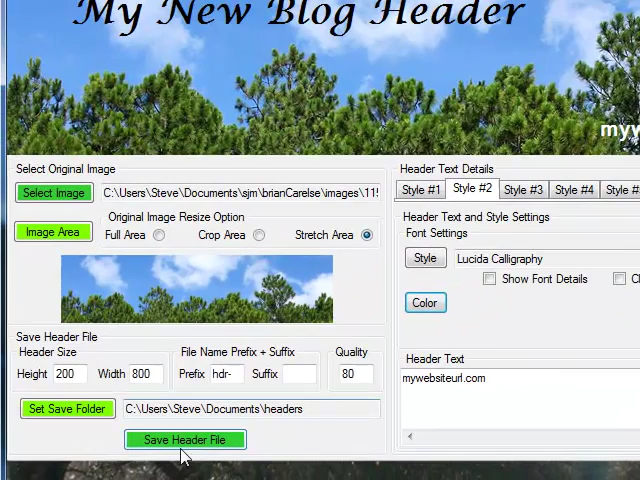 My New Blog Header
myw
Select Original Image
Select Image
C:\Users\Steve\Documents\sjm\brianCarelse\images\11
Original Image Resize Option
Image Area
Full Area
Crop Area
Stretch Area
Save Header File
Header Size
File Name Prefix + Suffix
Quality
Height 200
Width 800
Prefix hdr-
Suffix
80
Set Save Folder
C:\Users\Steve\Documents\headers
Save Header File
Header Text Details
Style #1
Style #2
Style #3
Style #4
Style #
Header Text and Style Settings
Font Settings
Style
Lucida Calligraphy
Show Font Details
Color
Header Text
mywebsiteurl.com